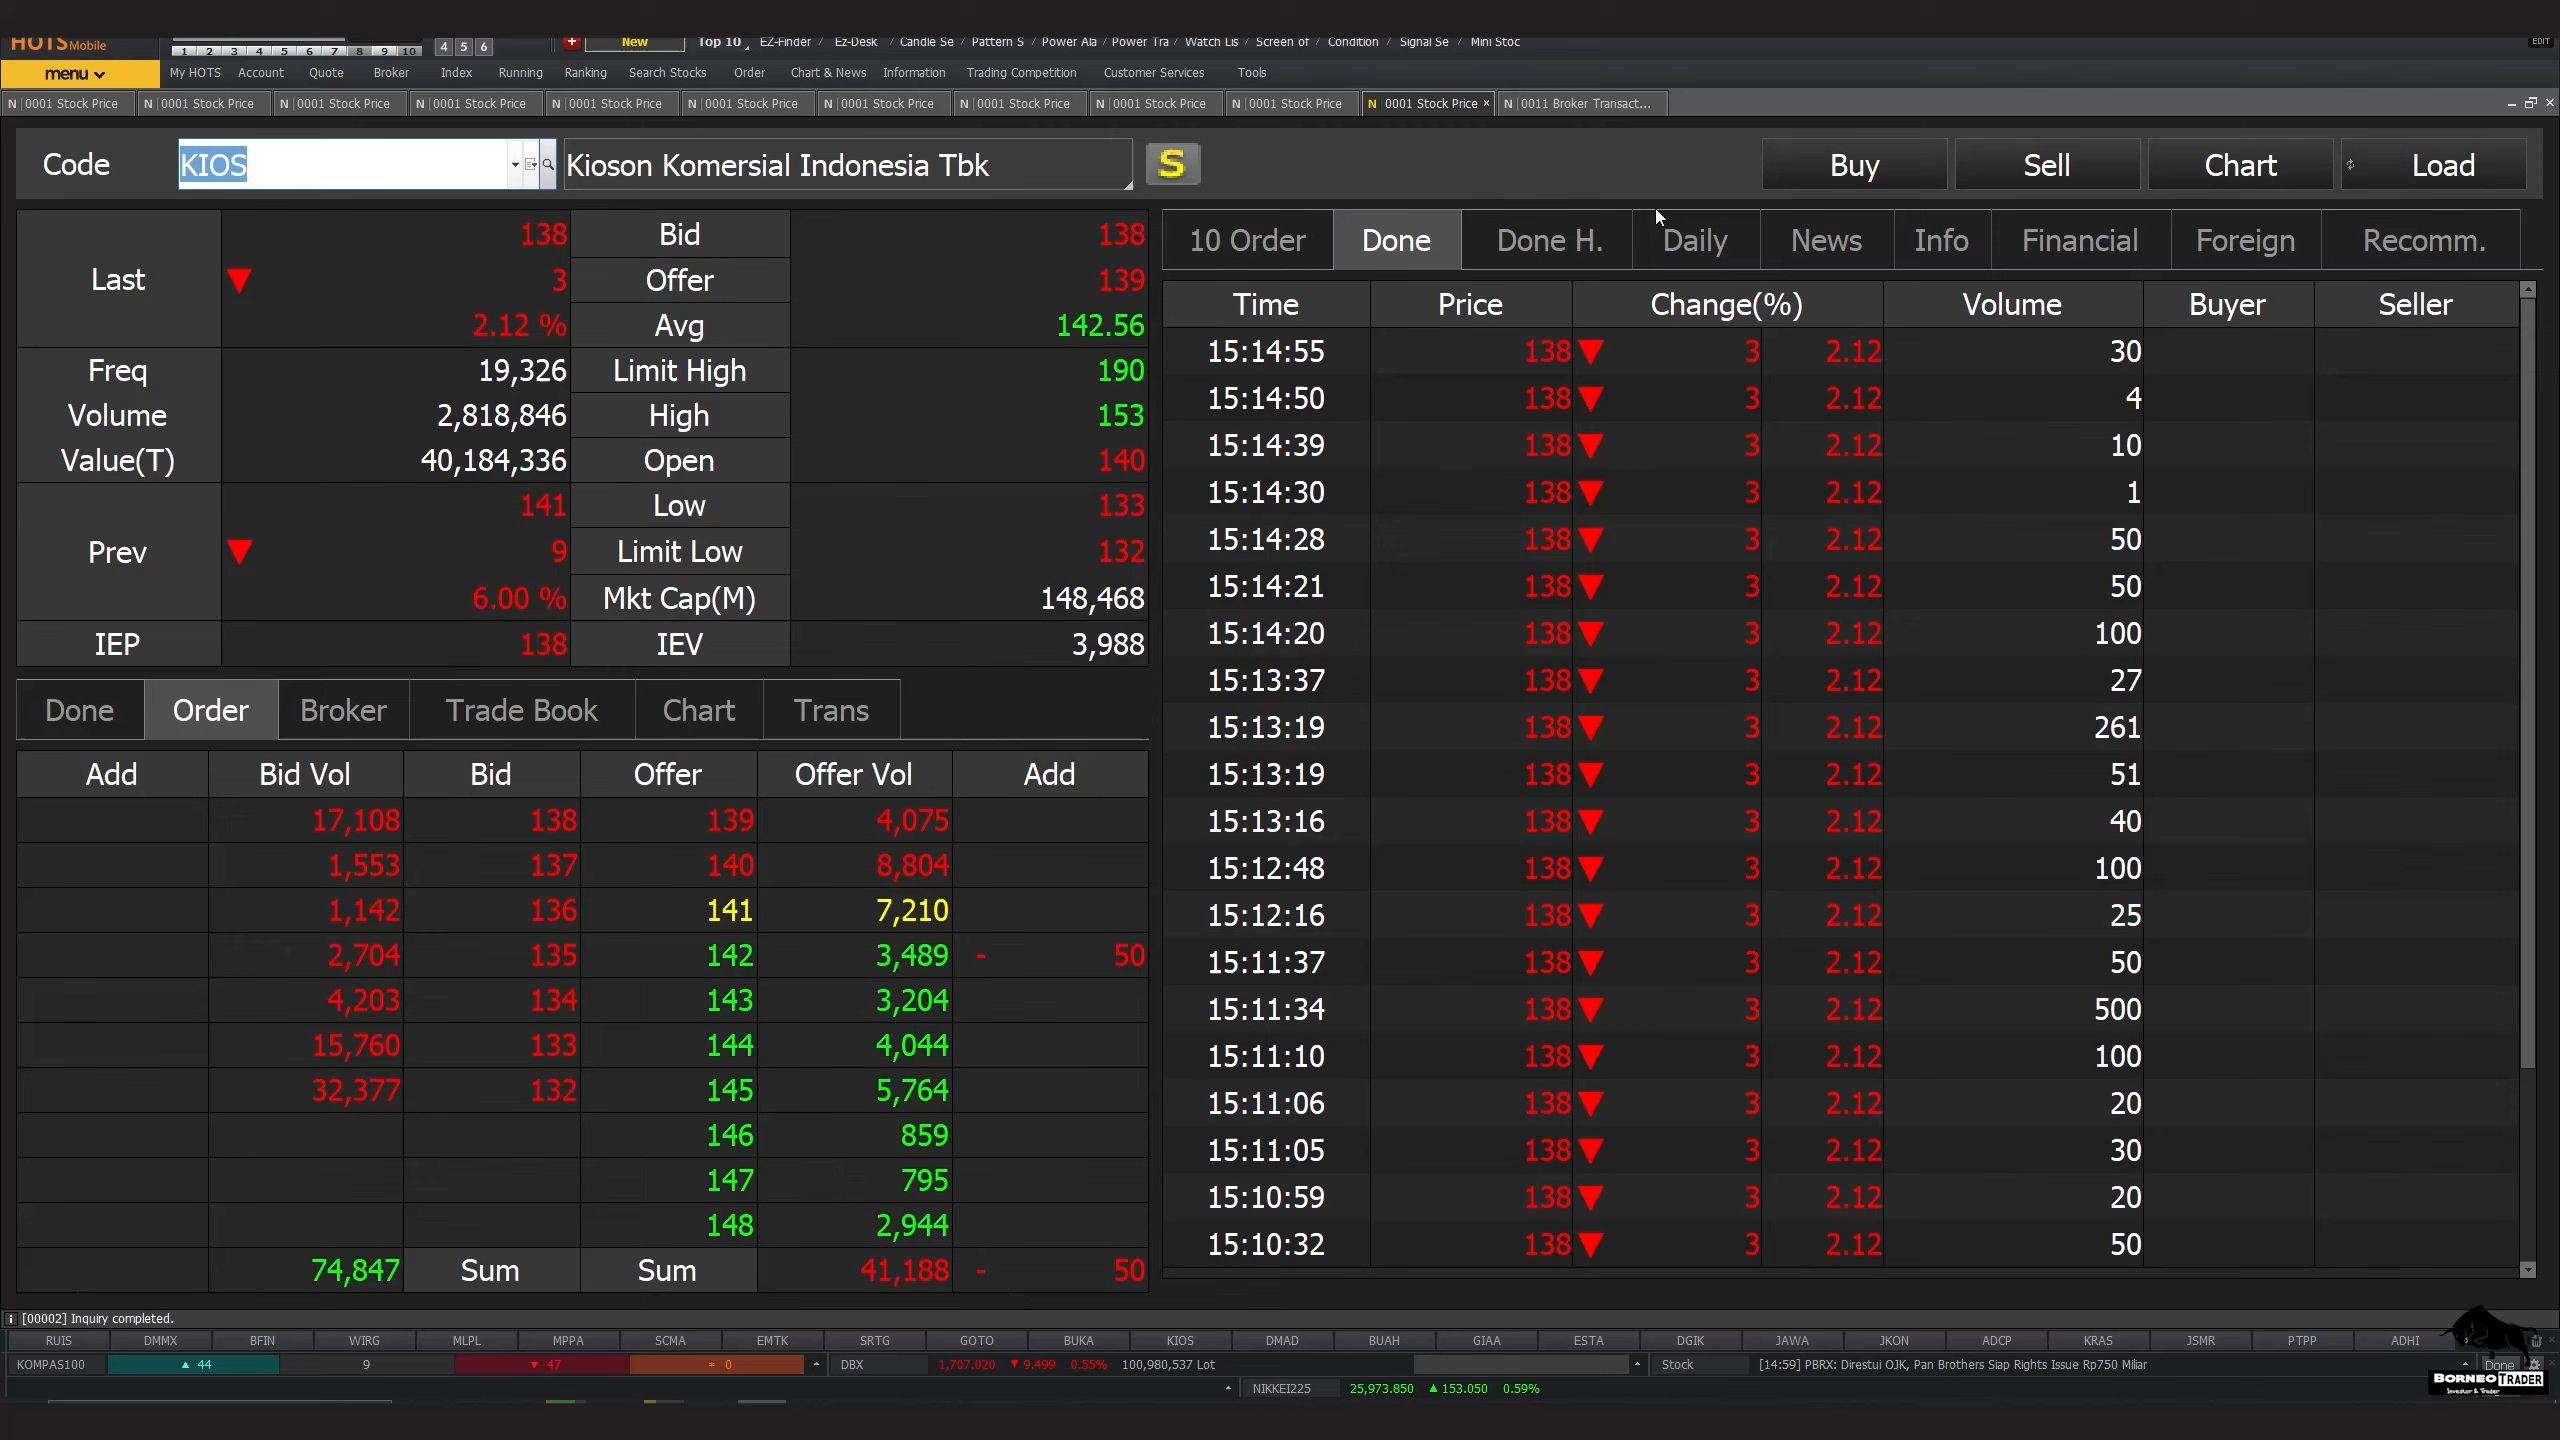 HOTS Mobile
1 2 3 4 5 6 7 8 9 10 4 5 6 New Top 10 EZ-Finder / Ez-Desk / Candle Se / Pattern S / Power Ala / Power Tra / Watch Lis / Screen of / Condition / Signal Se / Mini Stoc EDIT
menu My HOTS Account Quote Broker Index Running Ranking Search Stocks Order Chart & News Information Trading Competition Customer Services Tools
N 0001 Stock Price N 0001 Stock Price N 0001 Stock Price N 0001 Stock Price N 0001 Stock Price N 0001 Stock Price N 0001 Stock Price N 0001 Stock Price N 0001 Stock Price N 0001 Stock Price N 0001 Stock Price × N 0011 Broker Transact...
Code KIOS Kioson Komersial Indonesia Tbk S Buy Sell Chart Load
Last 138 Bid 138
▼ 3 Offer 139
2.12 % Avg 142.56
Freq 19,326 Limit High 190
Volume 2,818,846 High 153
Value(T) 40,184,336 Open 140
Prev 141 Low 133
▼ 9 Limit Low 132
6.00 % Mkt Cap(M) 148,468
IEP 138 IEV 3,988
Done Order Broker Trade Book Chart Trans
Add Bid Vol Bid Offer Offer Vol Add
17,108 138 139 4,075
1,553 137 140 8,804
1,142 136 141 7,210
2,704 135 142 3,489 - 50
4,203 134 143 3,204
15,760 133 144 4,044
32,377 132 145 5,764
146 859
147 795
148 2,944
74,847 Sum Sum 41,188 - 50
10 Order Done Done H. Daily News Info Financial Foreign Recomm.
Time Price Change(%) Volume Buyer Seller
15:14:55 138 ▼ 3 2.12 30
15:14:50 138 ▼ 3 2.12 4
15:14:39 138 ▼ 3 2.12 10
15:14:30 138 ▼ 3 2.12 1
15:14:28 138 ▼ 3 2.12 50
15:14:21 138 ▼ 3 2.12 50
15:14:20 138 ▼ 3 2.12 100
15:13:37 138 ▼ 3 2.12 27
15:13:19 138 ▼ 3 2.12 261
15:13:19 138 ▼ 3 2.12 51
15:13:16 138 ▼ 3 2.12 40
15:12:48 138 ▼ 3 2.12 100
15:12:16 138 ▼ 3 2.12 25
15:11:37 138 ▼ 3 2.12 50
15:11:34 138 ▼ 3 2.12 500
15:11:10 138 ▼ 3 2.12 100
15:11:06 138 ▼ 3 2.12 20
15:11:05 138 ▼ 3 2.12 30
15:10:59 138 ▼ 3 2.12 20
15:10:32 138 ▼ 3 2.12 50
[00002] Inquiry completed.
RUIS DMMX BFIN WIRG MLPL MPPA SCMA EMTK SRTG GOTO BUKA KIOS DMAD BUAH GIAA ESTA DGIK JAWA JKON ADCP KRAS JSMR PTPP ADHI
KOMPAS100 ▲ 44 9 ▼ 47 0 DBX 1,707.020 ▼ 9.499 0.55% 100,980,537 Lot Stock [14:59] PBRX: Direstui OJK, Pan Brothers Siap Rights Issue Rp750 Miliar Done
NIKKEI225 25,973.850 ▲ 153.050 0.59%
BORNEO TRADER
Investor & Trader